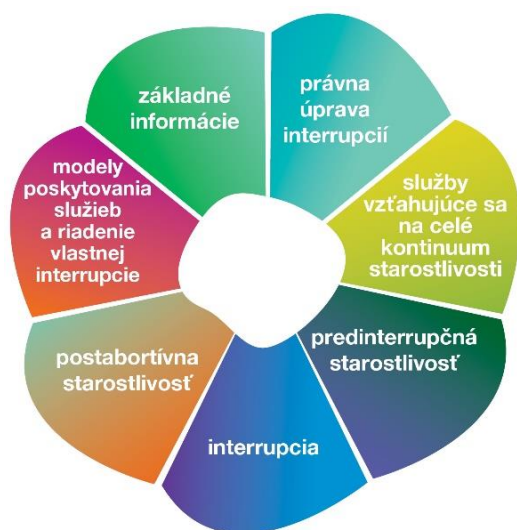 základné
informácie
právna
úprava
interrupcií
služby
vzťahujúce sa
na celé
kontinuum
starostlivosti
predinterrupčná
starostlivosť
interrupcia
postabortívna
starostlivosť
modely
poskytovania
služieb
a riadenie
vlastnej
interrupcie